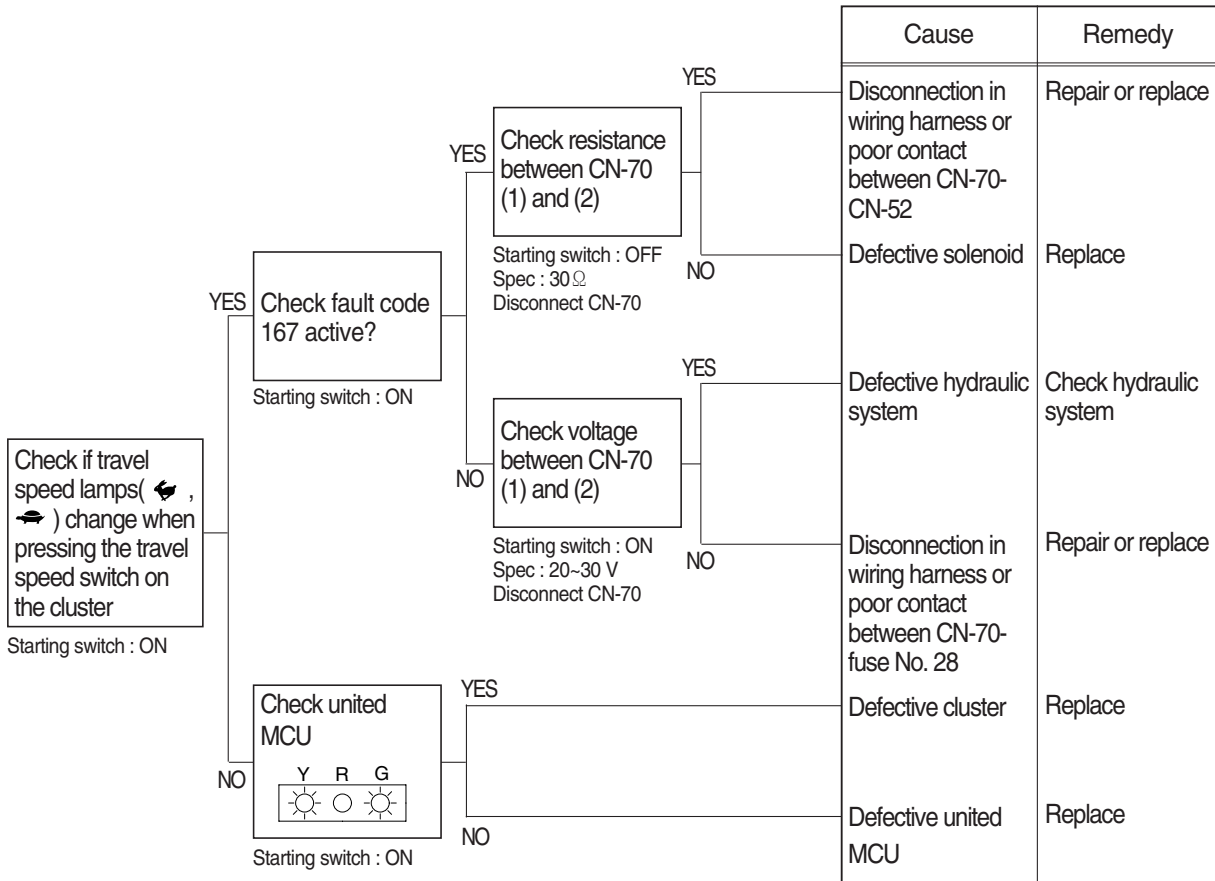 Cause
Remedy
YES
Disconnection in
wiring harness or
poor contact
between CN-70-
CN-52
Repair or replace
Check resistance
between CN-70
(1) and (2)
YES
Starting switch : OFF
Spec : 30Ω
Disconnect CN-70
NO
Defective solenoid
Replace
YES
Check fault code
167 active?
Starting switch : ON
YES
Defective hydraulic
system
Check hydraulic
system
Check voltage
between CN-70
(1) and (2)
NO
Starting switch : ON
Spec : 20~30 V
Disconnect CN-70
NO
Disconnection in
wiring harness or
poor contact
between CN-70-
fuse No. 28
Repair or replace
Check if travel
speed lamps( ,
) change when
pressing the travel
speed switch on
the cluster
Starting switch : ON
Check united
MCU
Y R G
NO
Starting switch : ON
YES
Defective cluster
Replace
NO
Defective united
MCU
Replace